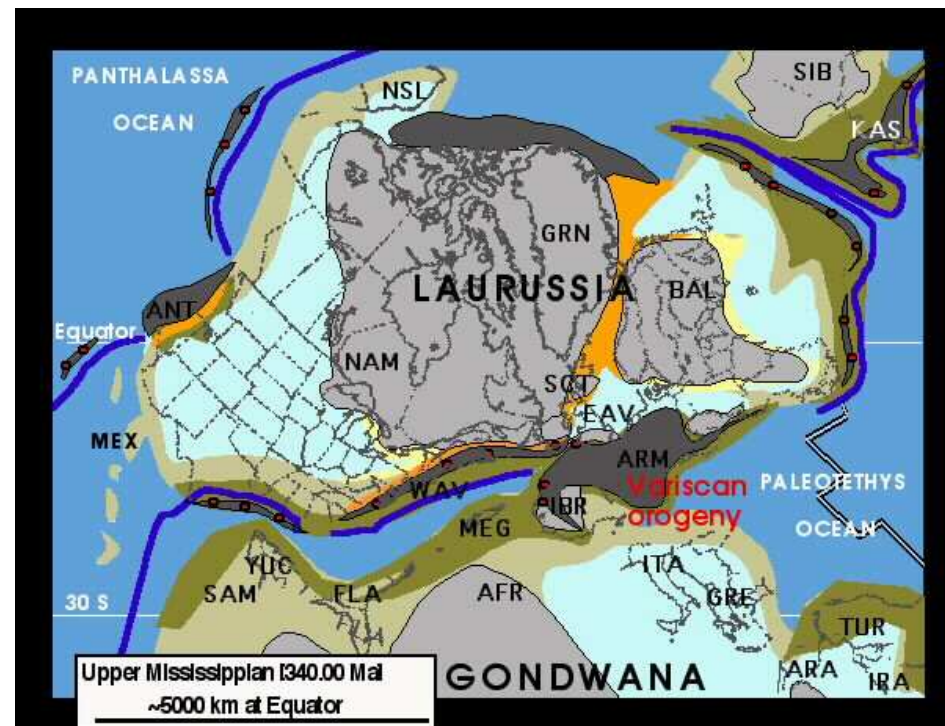 PANTHALASSA
OCEAN
NSL
SIB
KAS
GRN
LAURUSSIA
BAL
ANT
Equator
NAM
SCT
EAV
MEX
ARM
WAV
Variscan
orogeny
IBR
PALEOTETHYS
OCEAN
MEG
YUC
SAM
FLA
AFR
ITA
GRE
30 S
TUR
GONDWANA
ARA
IRA
Upper Mississippian [340.00 Ma]
~5000 km at Equator